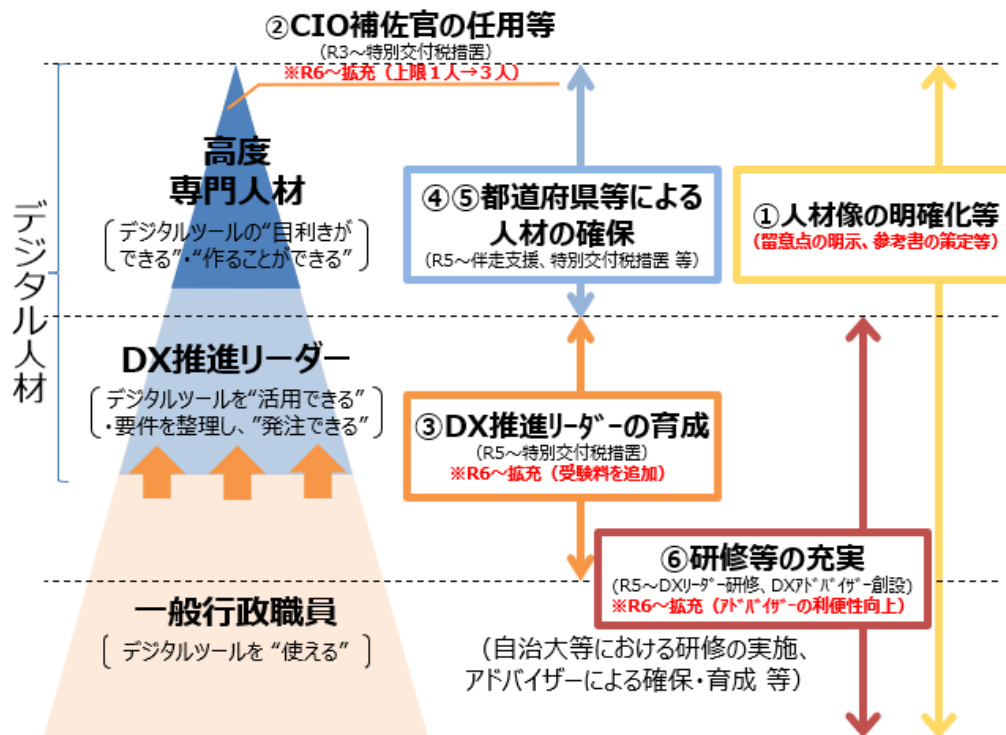 ②CIO補佐官の任用等
(R3～特別交付税措置)
※R6～拡充（上限１人→３人）
デジタル人材
高度
専門人材
デジタルツールの“目利きが
できる”・“作ることができる”
④⑤都道府県等による
人材の確保
(R5～伴走支援、特別交付税措置 等)
①人材像の明確化等
(留意点の明示、参考書の策定等)
DX推進リーダー
デジタルツールを“活用できる”
・要件を整理し、”発注できる”
③DX推進ﾘｰﾀﾞｰの育成
(R5～特別交付税措置)
※R6～拡充（受験料を追加）
⑥研修等の充実
(R5～DXﾘｰﾀﾞｰ研修、DXｱﾄﾞﾊﾞｲｻﾞｰ創設)
※R6～拡充（ｱﾄﾞﾊﾞｲｻﾞｰの利便性向上）
一般行政職員
デジタルツールを “使える”
（自治大等における研修の実施、
アドバイザーによる確保・育成 等）